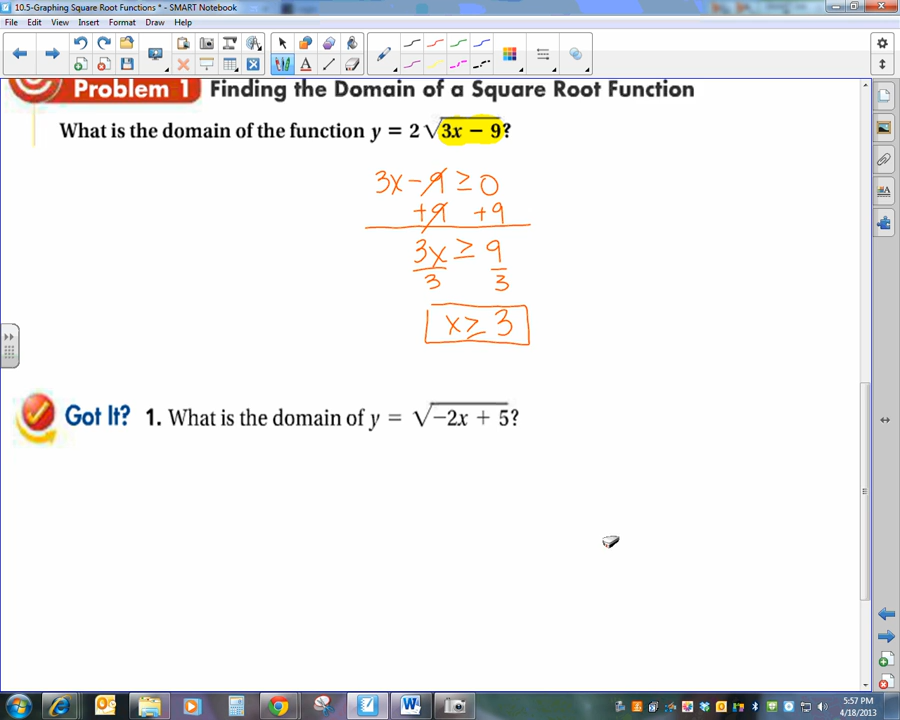 10.5-Graphing Square Root Functions * - SMART Notebook
File Edit View Insert Format Draw Help
Problem 1 Finding the Domain of a Square Root Function
What is the domain of the function y = 2√3x − 9?
3x − 9 ≥ 0
+9 +9
3x ≥ 9
3 3
x ≥ 3
Got It? 1. What is the domain of y = √−2x + 5?
5:57 PM
4/18/2013